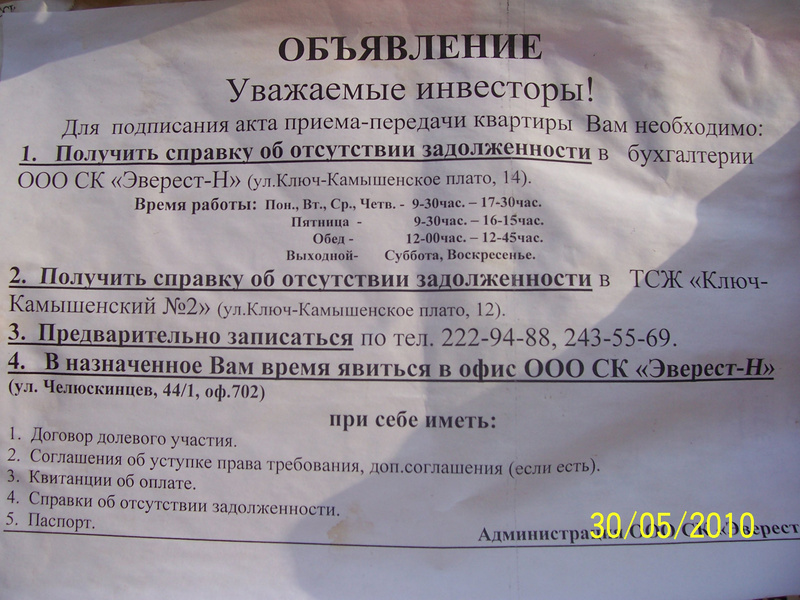 ОБЪЯВЛЕНИЕ
Уважаемые инвесторы!
Для подписания акта приема-передачи квартиры Вам необходимо:
1. Получить справку об отсутствии задолженности в бухгалтерии
ООО СК «Эверест-Н» (ул.Ключ-Камышенское плато, 14).
Время работы: Пон., Вт., Ср., Четв. - 9-30час. – 17-30час.
Пятница - 9-30час. – 16-15час.
Обед - 12-00час. – 12-45час.
Выходной- Суббота, Воскресенье.
2. Получить справку об отсутствии задолженности в ТСЖ «Ключ-
Камышенский №2» (ул.Ключ-Камышенское плато, 12).
3. Предварительно записаться по тел. 222-94-88, 243-55-69.
4. В назначенное Вам время явиться в офис ООО СК «Эверест-Н»
(ул. Челюскинцев, 44/1, оф.702)
при себе иметь:
1. Договор долевого участия.
2. Соглашения об уступке права требования, доп.соглашения (если есть).
3. Квитанции об оплате.
4. Справки об отсутствии задолженности.
5. Паспорт.
Администрация ООО СК «Эверест
30/05/2010